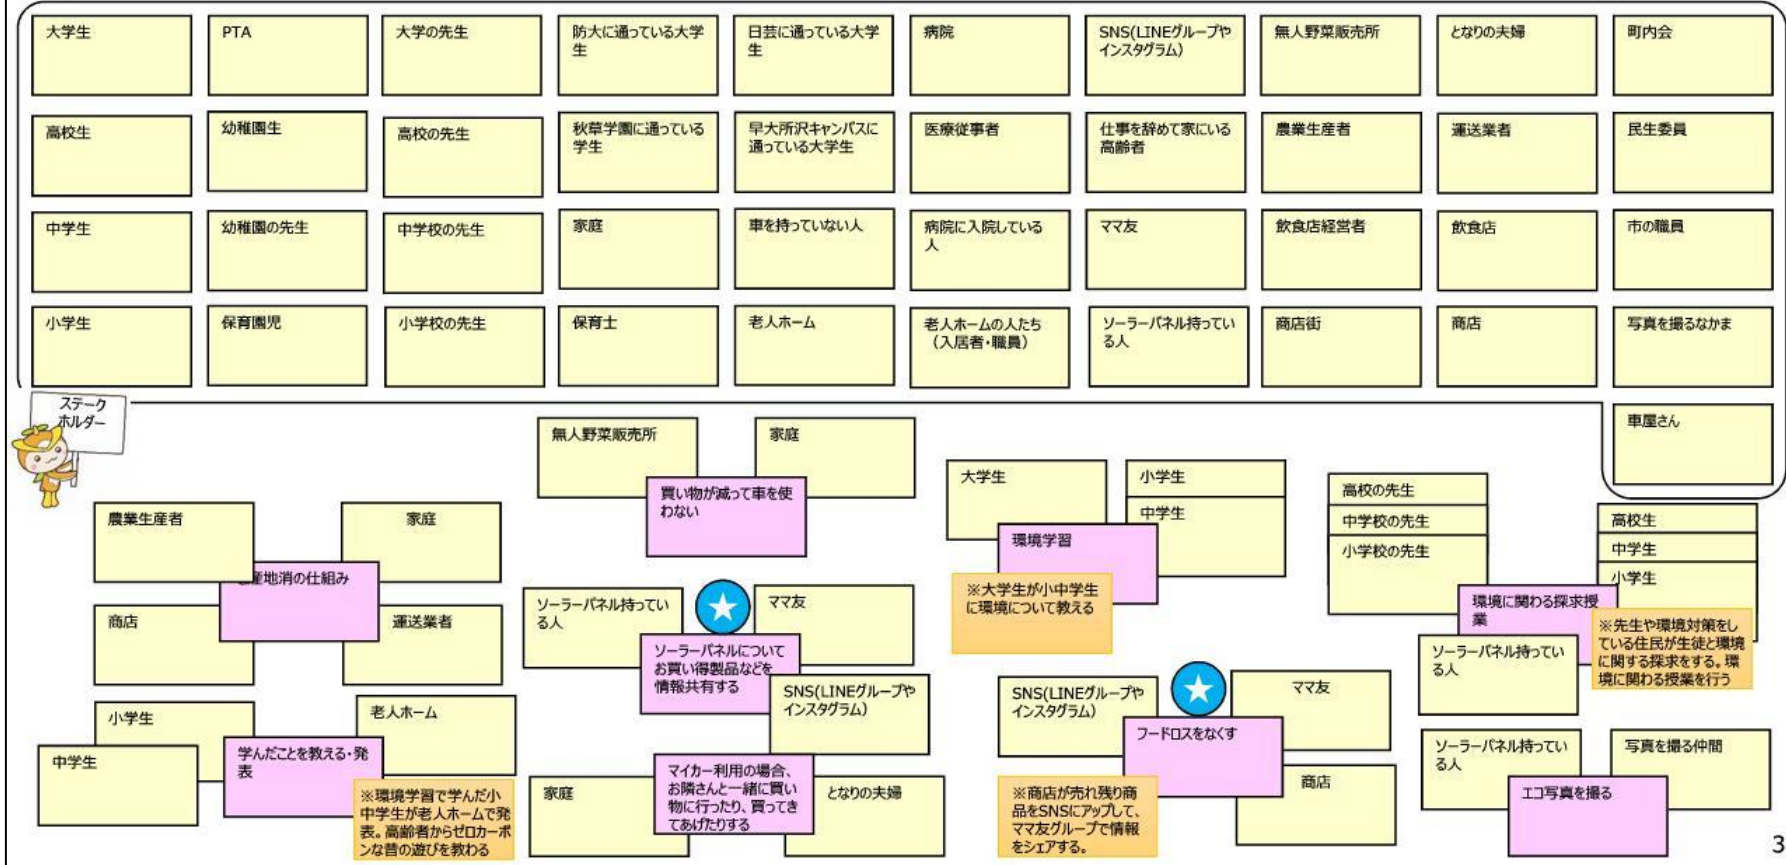 大学生
PTA
大学の先生
防大に通っている大学
生
日芸に通っている大学
生
病院
SNS(LINEグループや
インスタグラム)
無人野菜販売所
となりの夫婦
町内会
高校生
幼稚園生
高校の先生
秋草学園に通っている
学生
早大所沢キャンパスに
通っている大学生
医療従事者
仕事を辞めて家にいる
高齢者
農業生産者
運送業者
民生委員
中学生
幼稚園の先生
中学校の先生
家庭
車を持っていない人
病院に入院している
人
ママ友
飲食店経営者
飲食店
市の職員
小学生
保育園児
小学校の先生
保育士
老人ホーム
老人ホームの人たち
(入居者・職員)
ソーラーパネル持ってい
る人
商店街
商店
写真を撮るなかま
車屋さん
ステーク
ホルダー
農業生産者
家庭
産地消の仕組み
商店
運送業者
小学生
中学生
老人ホーム
学んだことを教える・発
表
※環境学習で学んだ小
中学生が老人ホームで発
表。高齢者からゼロカーボ
ンな昔の遊びを教わる
無人野菜販売所
家庭
買い物が減って車を使
わない
ソーラーパネル持ってい
る人
ママ友
ソーラーパネルについて
お買い得製品などを
情報共有する
SNS(LINEグループや
インスタグラム)
家庭
マイカー利用の場合、
お隣さんと一緒に買い
物に行ったり、買ってき
てあげたりする
となりの夫婦
大学生
小学生
中学生
環境学習
※大学生が小中学生
に環境について教える
SNS(LINEグループや
インスタグラム)
ママ友
フードロスをなくす
商店
※商店が売れ残り商
品をSNSにアップして、
ママ友グループで情報
をシェアする。
高校の先生
中学校の先生
小学校の先生
高校生
中学生
小学生
環境に関わる探求授
業
ソーラーパネル持ってい
る人
※先生や環境対策をし
ている住民が生徒と環境
に関する探求をする。環
境に関わる授業を行う
ソーラーパネル持ってい
る人
写真を撮る仲間
エコ写真を撮る
3